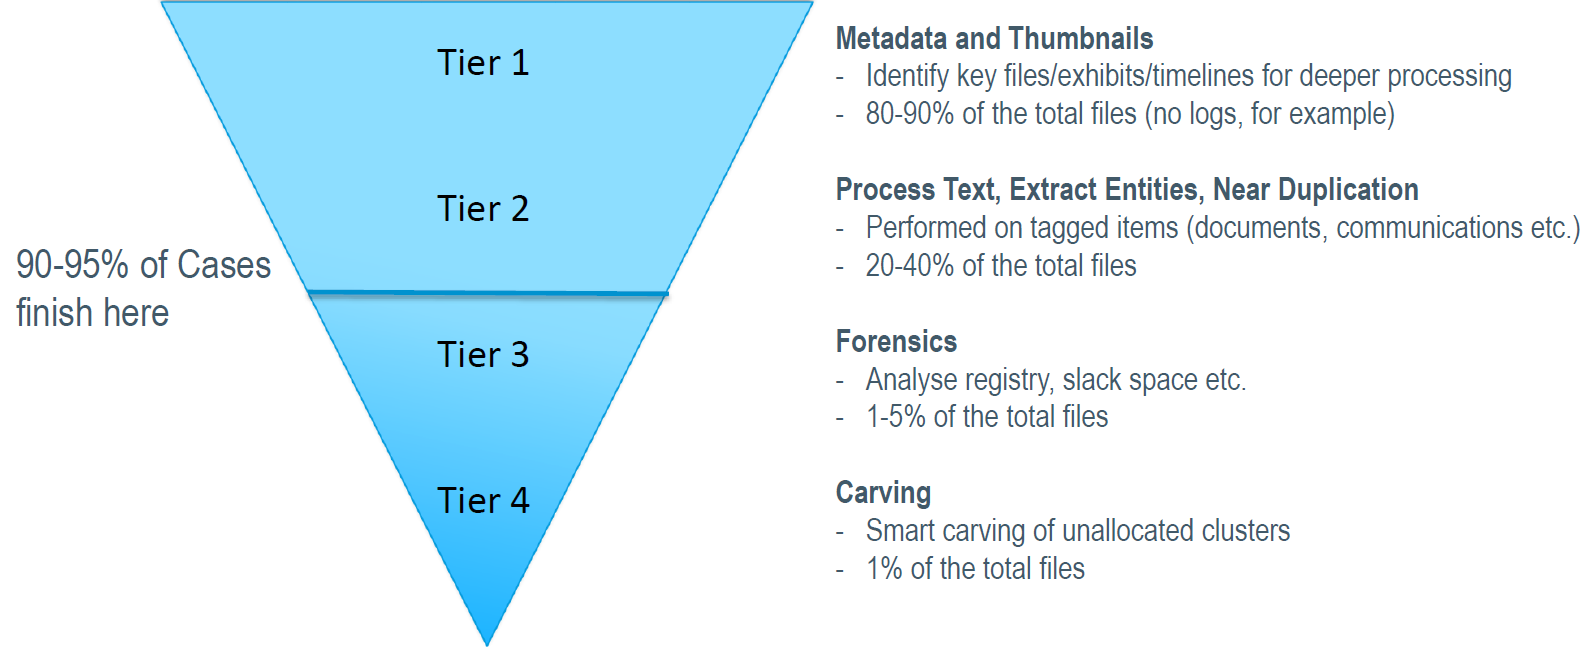 Tier 1
Tier 2
90-95% of Cases
finish here
Tier 3
Tier 4
Metadata and Thumbnails
- Identify key files/exhibits/timelines for deeper processing
- 80-90% of the total files (no logs, for example)
Process Text, Extract Entities, Near Duplication
- Performed on tagged items (documents, communications etc.)
- 20-40% of the total files
Forensics
- Analyse registry, slack space etc.
- 1-5% of the total files
Carving
- Smart carving of unallocated clusters
- 1% of the total files